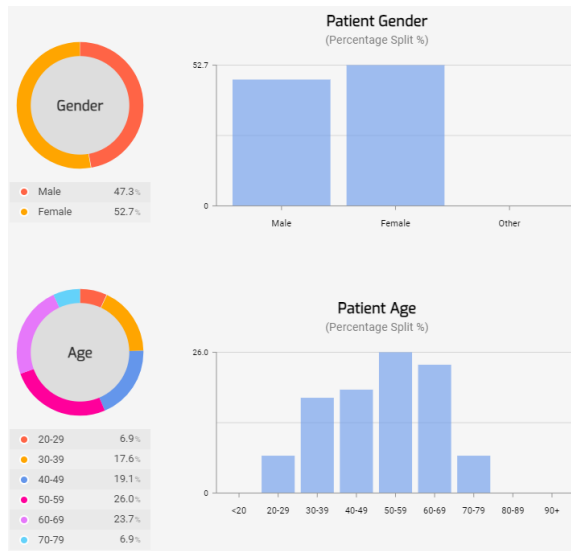 Patient Gender
(Percentage Split %)
Gender
Male 47.3%
Female 52.7%
52.7
0
Male Female Other
Patient Age
(Percentage Split %)
Age
20-29 6.9%
30-39 17.6%
40-49 19.1%
50-59 26.0%
60-69 23.7%
70-79 6.9%
26.0
0
<20 20-29 30-39 40-49 50-59 60-69 70-79 80-89 90+